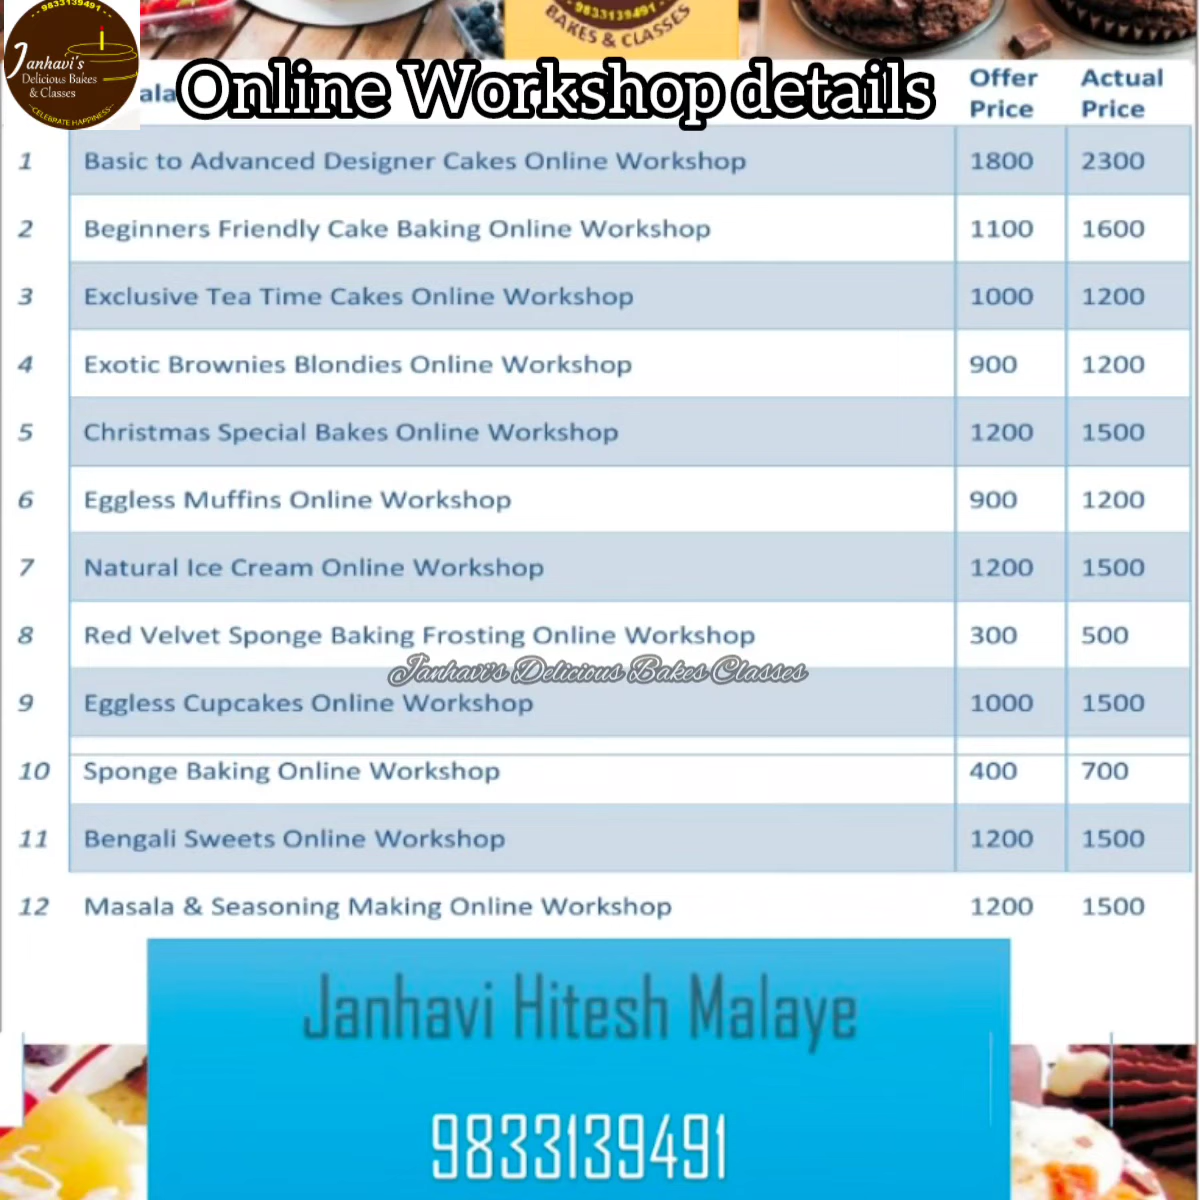 - - 9833139491 - -
Janhavi's
Delicious Bakes
& Classes
-CELEBRATE HAPPINESS-
9833139491
BAKES & CLASSES
ala
Online Workshop details
Offer Price
Actual Price
1 Basic to Advanced Designer Cakes Online Workshop 1800 2300
2 Beginners Friendly Cake Baking Online Workshop 1100 1600
3 Exclusive Tea Time Cakes Online Workshop 1000 1200
4 Exotic Brownies Blondies Online Workshop 900 1200
5 Christmas Special Bakes Online Workshop 1200 1500
6 Eggless Muffins Online Workshop 900 1200
7 Natural Ice Cream Online Workshop 1200 1500
8 Red Velvet Sponge Baking Frosting Online Workshop 300 500
Janhavi's Delicious Bakes Classes
9 Eggless Cupcakes Online Workshop 1000 1500
10 Sponge Baking Online Workshop 400 700
11 Bengali Sweets Online Workshop 1200 1500
12 Masala & Seasoning Making Online Workshop 1200 1500
Janhavi Hitesh Malaye
9833139491